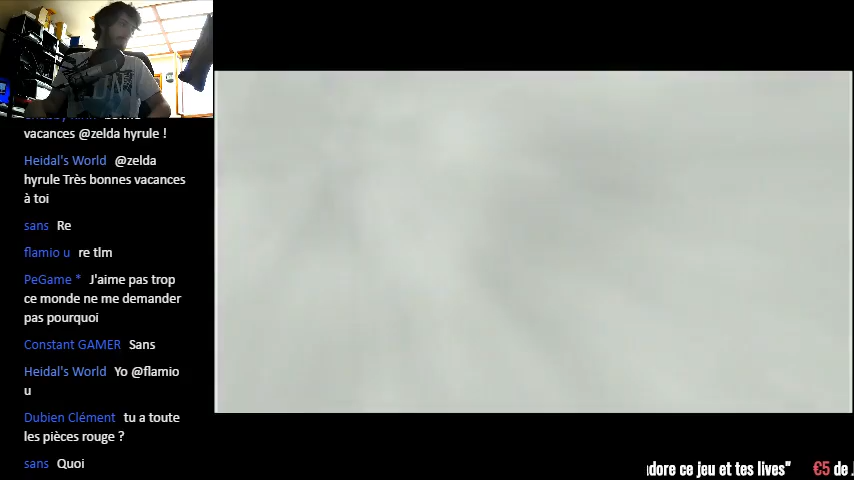 vacances @zelda hyrule !
Heidal's World @zelda
hyrule Très bonnes vacances
à toi
sans Re
flamio u re tlm
PeGame * J'aime pas trop
ce monde ne me demander
pas pourquoi
Constant GAMER Sans
Heidal's World Yo @flamio
u
Dubien Clément tu a toute
les pièces rouge ?
sans Quoi
adore ce jeu et tes lives" €5 de